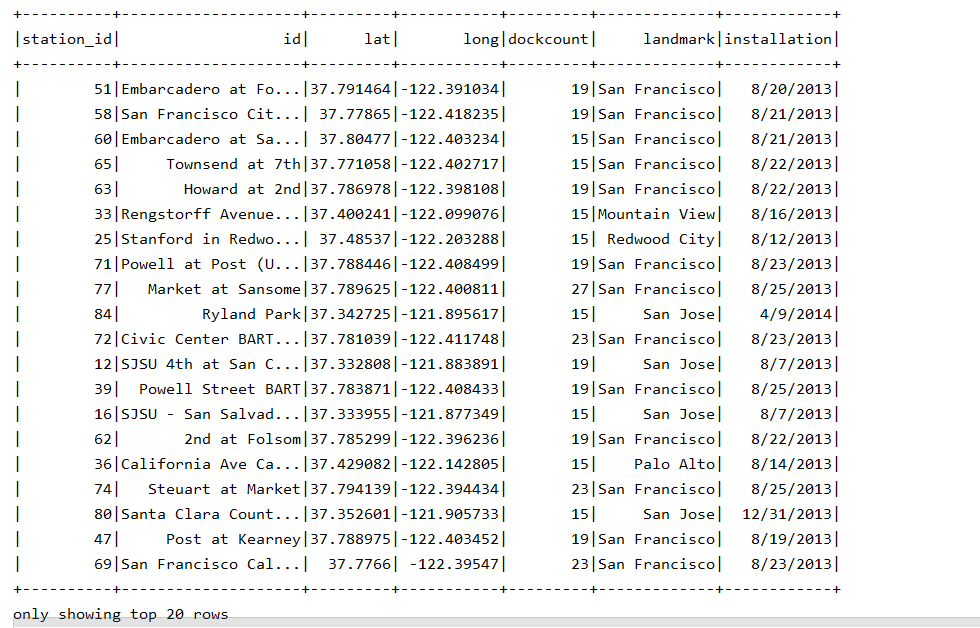 +----------+--------------------+---------+-----------+---------+-------------+------------+
|station_id|                  id|      lat|       long|dockcount|     landmark|installation|
+----------+--------------------+---------+-----------+---------+-------------+------------+
|        51|Embarcadero at Fo...|37.791464|-122.391034|       19|San Francisco|   8/20/2013|
|        58|San Francisco Cit...| 37.77865|-122.418235|       19|San Francisco|   8/21/2013|
|        60|Embarcadero at Sa...| 37.80477|-122.403234|       15|San Francisco|   8/21/2013|
|        65|     Townsend at 7th|37.771058|-122.402717|       15|San Francisco|   8/22/2013|
|        63|       Howard at 2nd|37.786978|-122.398108|       19|San Francisco|   8/22/2013|
|        33|Rengstorff Avenue...|37.400241|-122.099076|       15|Mountain View|   8/16/2013|
|        25|Stanford in Redwo...| 37.48537|-122.203288|       15| Redwood City|   8/12/2013|
|        71|Powell at Post (U...|37.788446|-122.408499|       19|San Francisco|   8/23/2013|
|        77|   Market at Sansome|37.789625|-122.400811|       27|San Francisco|   8/25/2013|
|        84|         Ryland Park|37.342725|-121.895617|       15|     San Jose|    4/9/2014|
|        72|Civic Center BART...|37.781039|-122.411748|       23|San Francisco|   8/23/2013|
|        12|SJSU 4th at San C...|37.332808|-121.883891|       19|     San Jose|    8/7/2013|
|        39|  Powell Street BART|37.783871|-122.408433|       19|San Francisco|   8/25/2013|
|        16|SJSU - San Salvad...|37.333955|-121.877349|       15|     San Jose|    8/7/2013|
|        62|       2nd at Folsom|37.785299|-122.396236|       19|San Francisco|   8/22/2013|
|        36|California Ave Ca...|37.429082|-122.142805|       15|    Palo Alto|   8/14/2013|
|        74|   Steuart at Market|37.794139|-122.394434|       23|San Francisco|   8/25/2013|
|        80|Santa Clara Count...|37.352601|-121.905733|       15|     San Jose|  12/31/2013|
|        47|     Post at Kearney|37.788975|-122.403452|       19|San Francisco|   8/19/2013|
|        69|San Francisco Cal...|  37.7766| -122.39547|       23|San Francisco|   8/23/2013|
+----------+--------------------+---------+-----------+---------+-------------+------------+
only showing top 20 rows